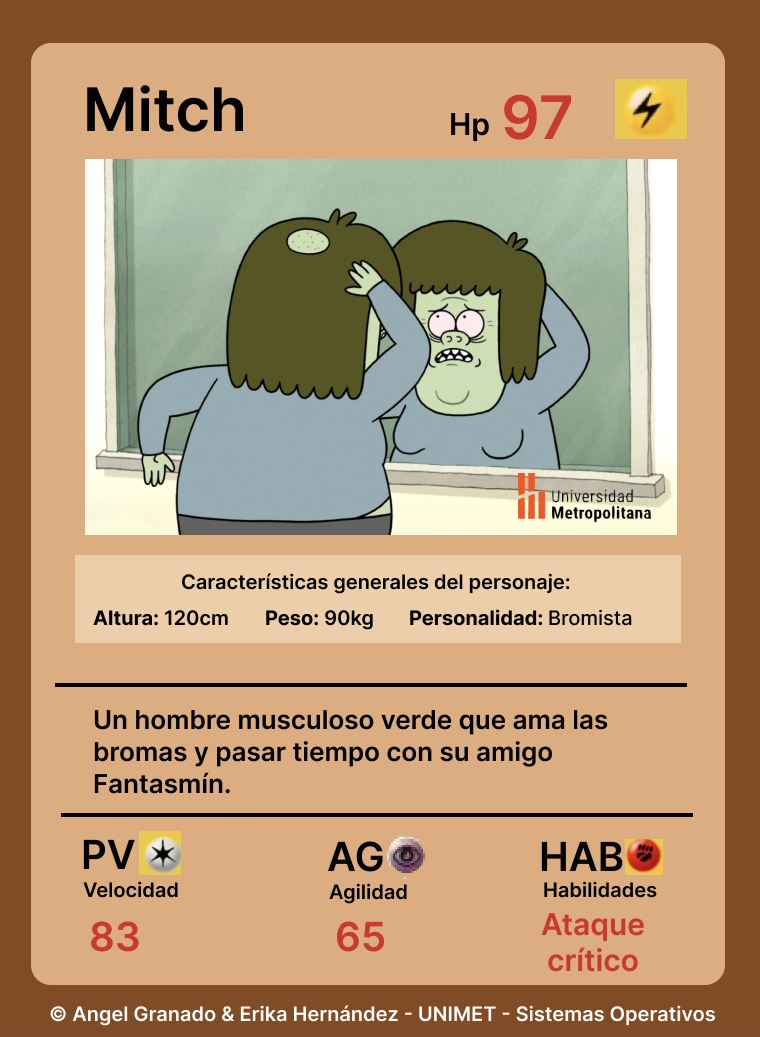 Mitch
Hp 97
Universidad
Metropolitana
Características generales del personaje:
Altura: 120cm Peso: 90kg Personalidad: Bromista
Un hombre musculoso verde que ama las
bromas y pasar tiempo con su amigo
Fantasmín.
PV AG HAB
Velocidad Agilidad Habilidades
83 65 Ataque
crítico
© Angel Granado & Erika Hernández - UNIMET - Sistemas Operativos